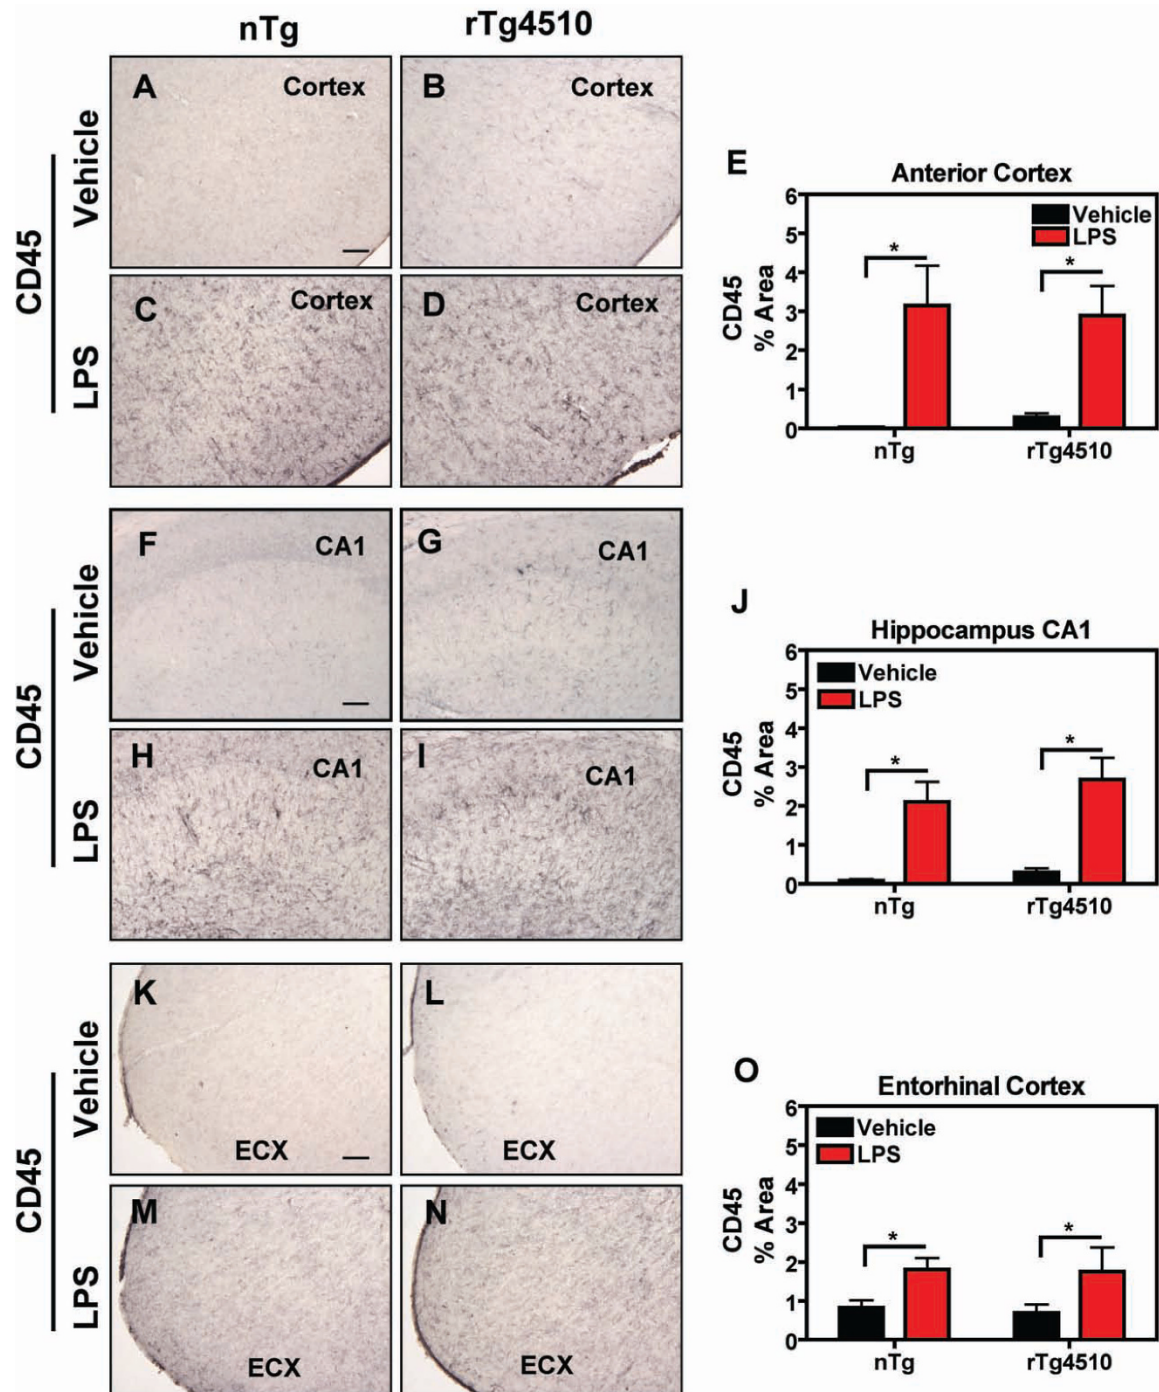 nTg rTg4510
CD45
Vehicle
A Cortex
B Cortex
LPS
C Cortex
D Cortex
E
Anterior Cortex
CD45
% Area
6
5
4
3
2
1
0
Vehicle
LPS
*
*
nTg rTg4510
CD45
Vehicle
F CA1
G CA1
LPS
H CA1
I CA1
J
Hippocampus CA1
CD45
% Area
6
5
4
3
2
1
0
Vehicle
LPS
*
*
nTg rTg4510
CD45
Vehicle
K ECX
L ECX
LPS
M ECX
N ECX
O
Entorhinal Cortex
CD45
% Area
6
5
4
3
2
1
0
Vehicle
LPS
*
*
nTg rTg4510